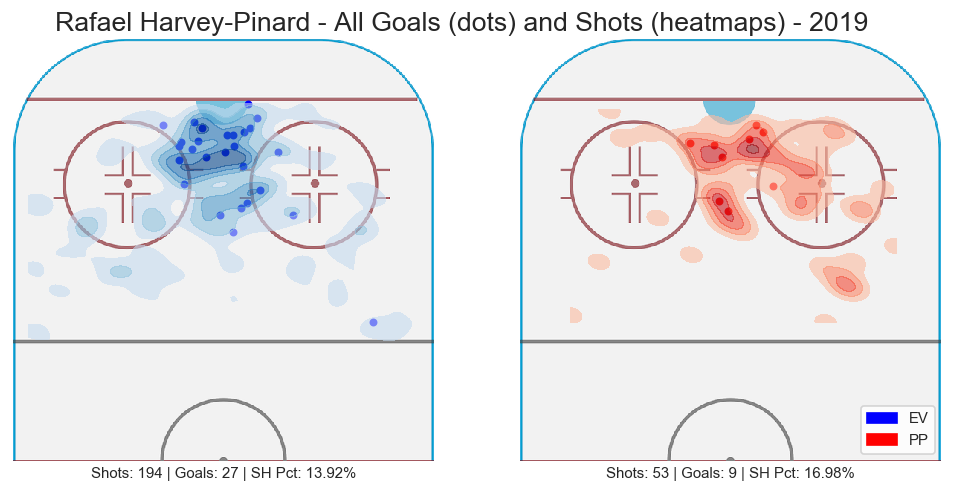 Rafael Harvey-Pinard - All Goals (dots) and Shots (heatmaps) - 2019
EV
PP
Shots: 194 | Goals: 27 | SH Pct: 13.92%
Shots: 53 | Goals: 9 | SH Pct: 16.98%